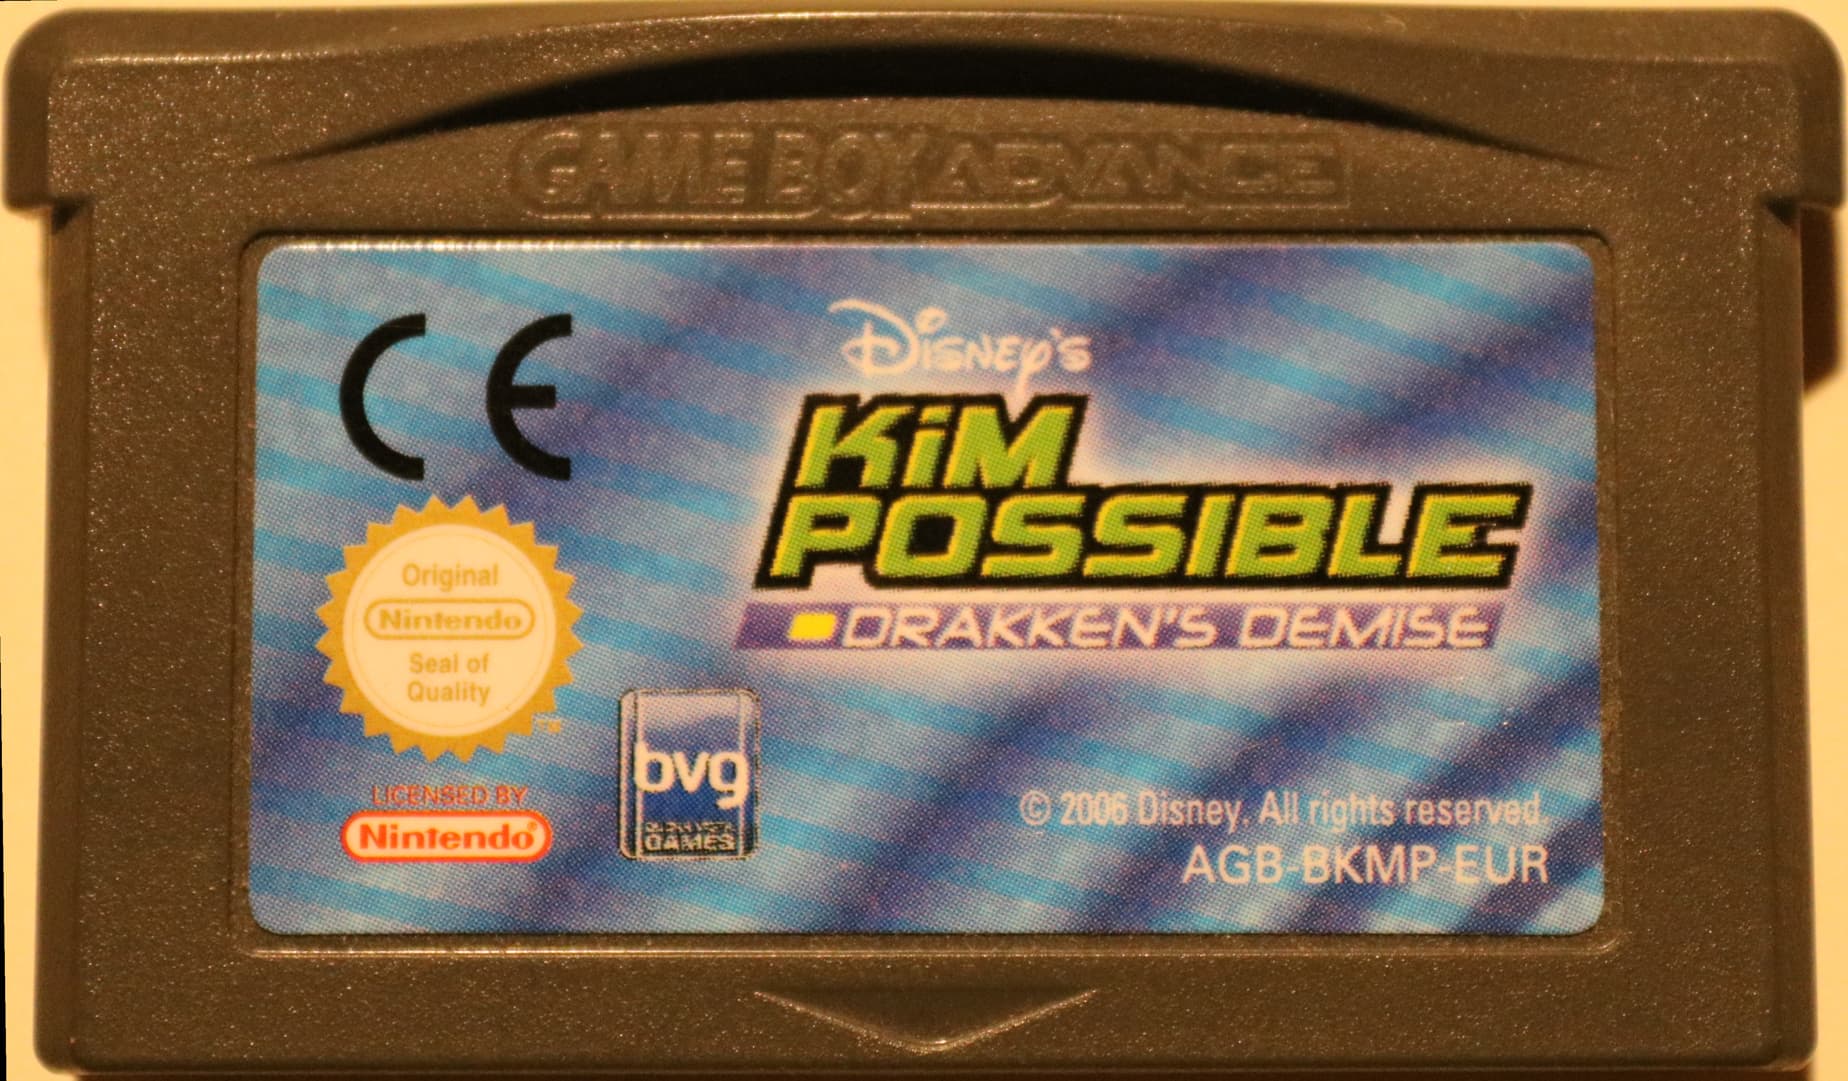 GAME BOY ADVANCE
CE
Disney's
KiM
POSSIBLE
DRAKKEN'S DEMISE
Original
Nintendo
Seal of
Quality
TM
LICENSED BY
Nintendo®
bvg
GAMES
© 2006 Disney. All rights reserved.
AGB-BKMP-EUR